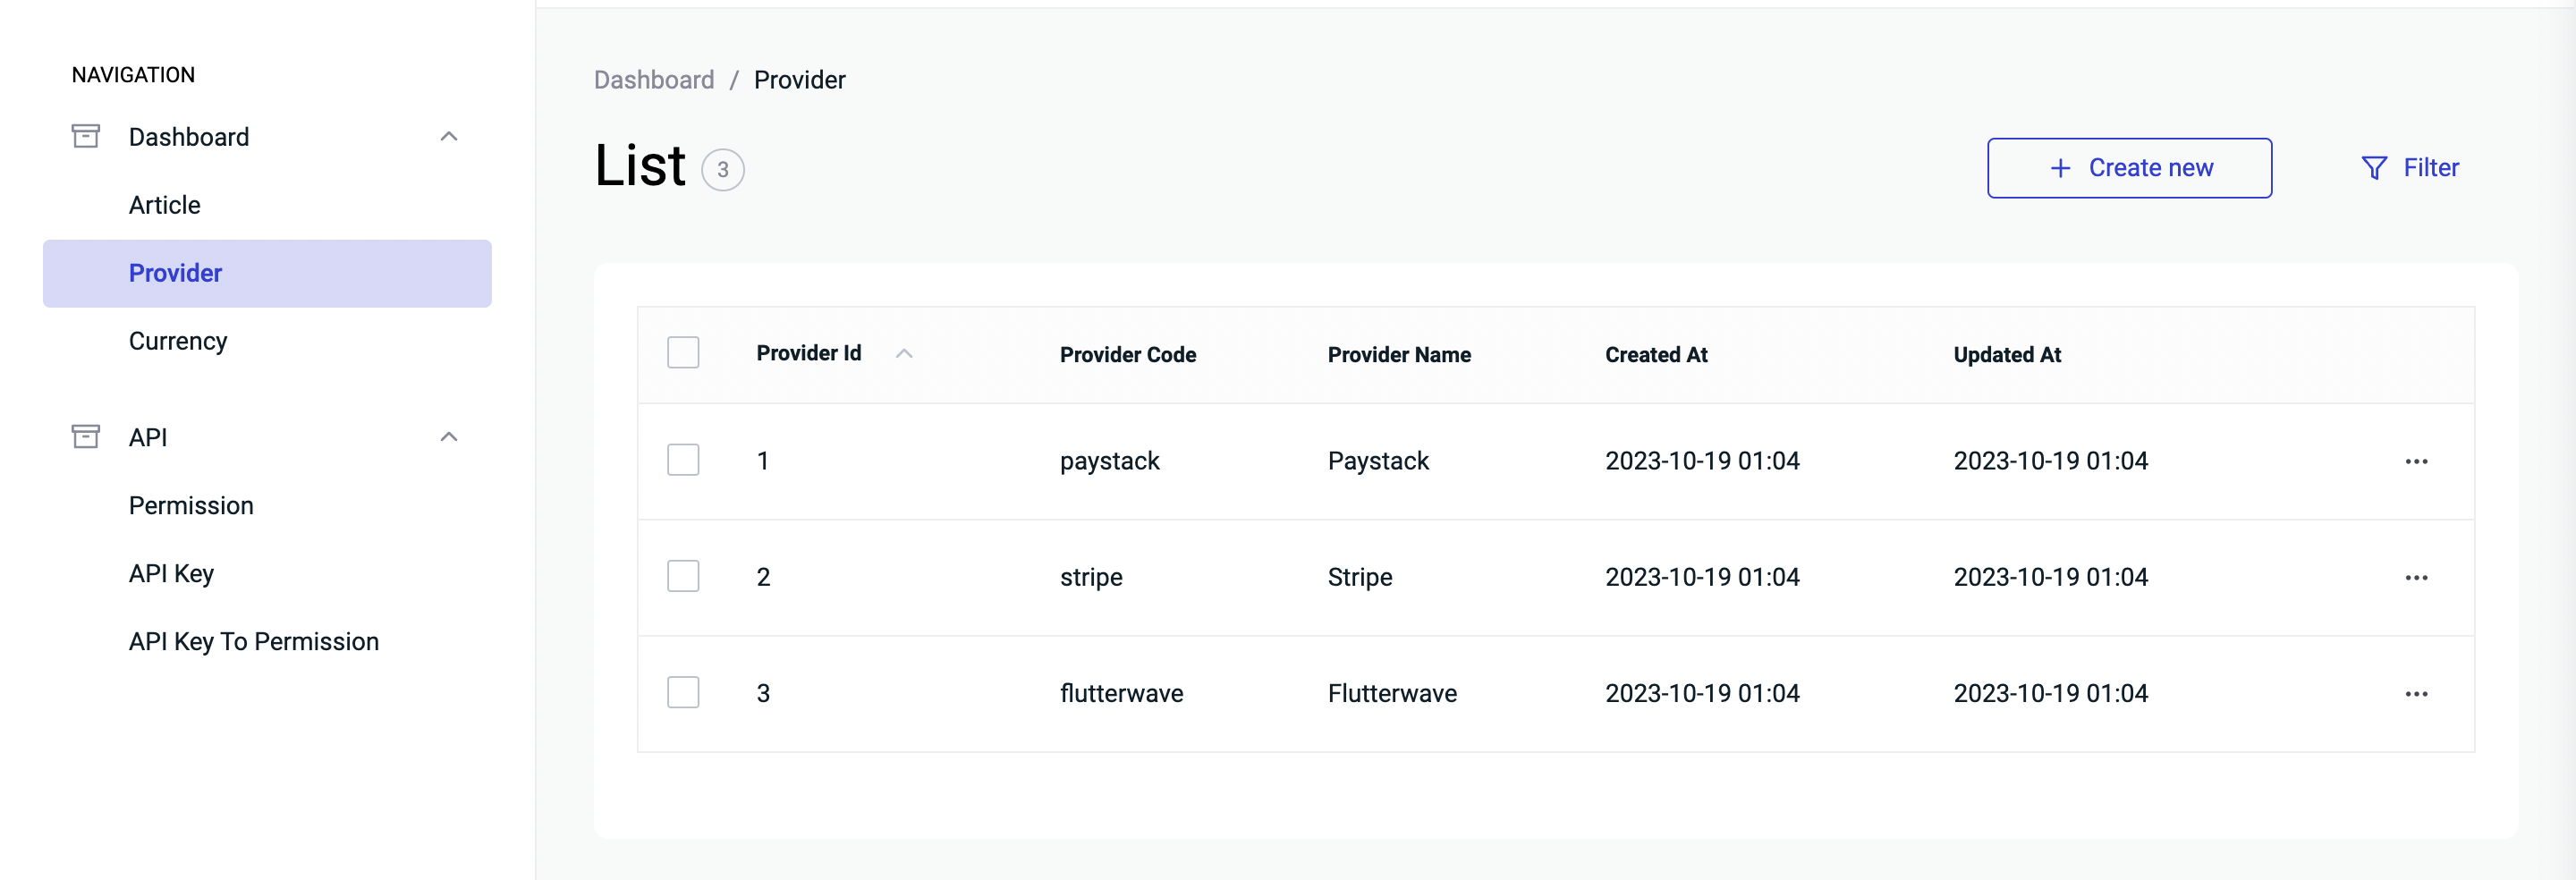 NAVIGATION
Dashboard
Article
Provider
Currency
API
Permission
API Key
API Key To Permission
Dashboard / Provider
List 3
+ Create new
Filter
Provider Id Provider Code Provider Name Created At Updated At
1 paystack Paystack 2023-10-19 01:04 2023-10-19 01:04 ...
2 stripe Stripe 2023-10-19 01:04 2023-10-19 01:04 ...
3 flutterwave Flutterwave 2023-10-19 01:04 2023-10-19 01:04 ...